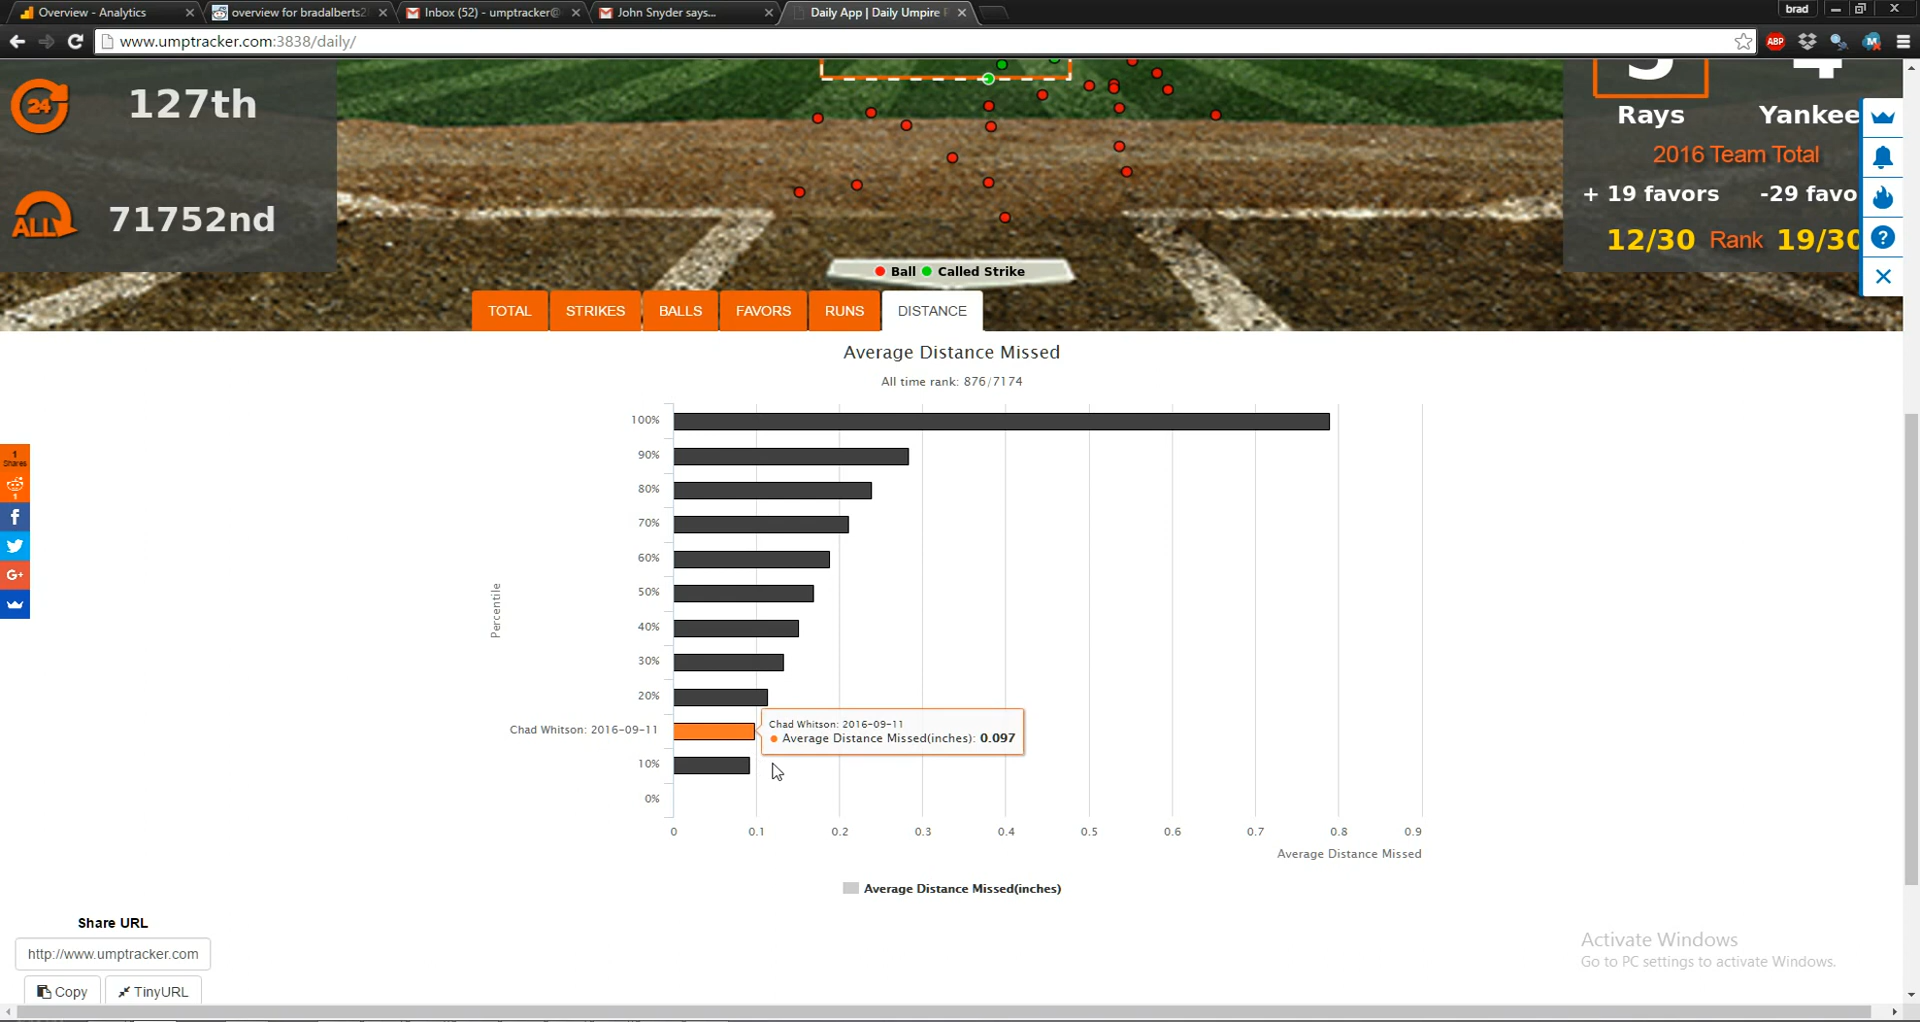 Overview - Analytics
overview for bradalberts2
Inbox (52) - umptracker@
John Snyder says...
Daily App | Daily Umpire
brad
www.umptracker.com:3838/daily/
ABP
24
127th
ALL
71752nd
Rays
Yankee
2016 Team Total
+ 19 favors
-29 favo
12/30
Rank
19/30
?
Ball
Called Strike
TOTAL
STRIKES
BALLS
FAVORS
RUNS
DISTANCE
Average Distance Missed
All time rank: 876/7174
1
Shares
1
f
G+
Percentile
100%
90%
80%
70%
60%
50%
40%
30%
20%
Chad Whitson: 2016-09-11
10%
0%
Chad Whitson: 2016-09-11
Average Distance Missed(inches): 0.097
0
0.1
0.2
0.3
0.4
0.5
0.6
0.7
0.8
0.9
Average Distance Missed
Average Distance Missed(inches)
Share URL
http://www.umptracker.com
Copy
TinyURL
Activate Windows
Go to PC settings to activate Windows.